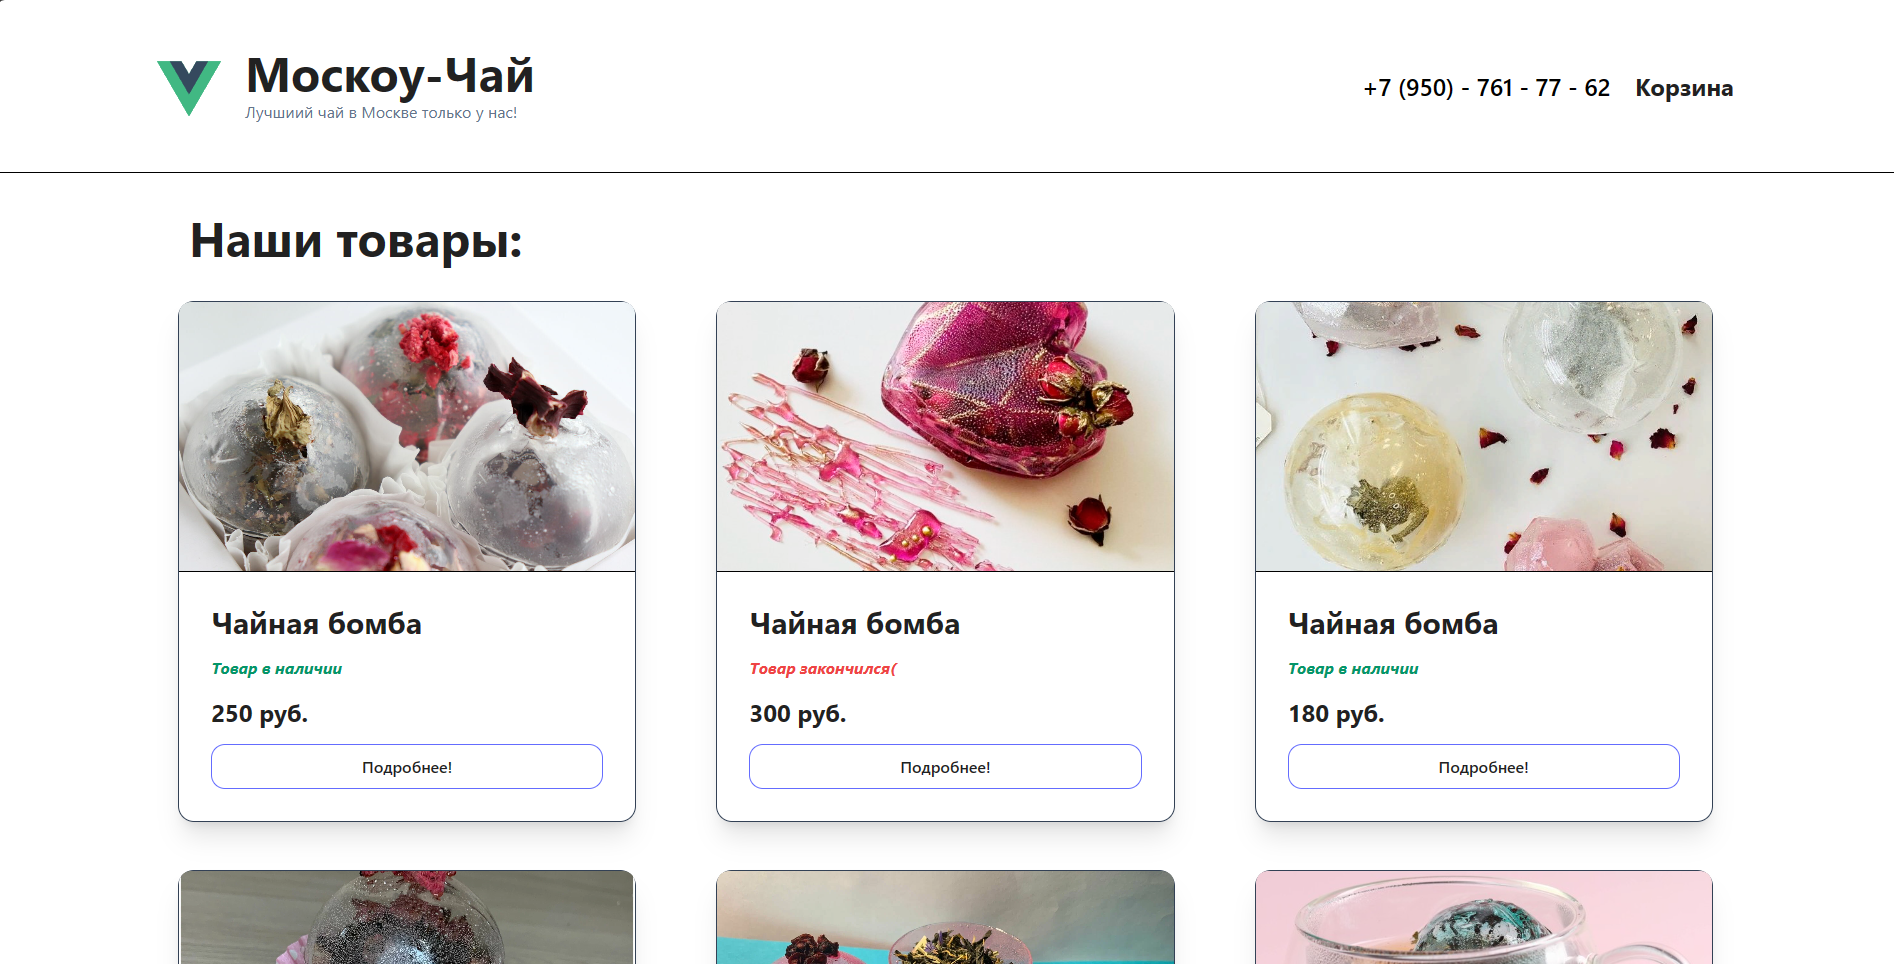 Москоу-Чай
Лучшиий чай в Москве только у нас!
+7 (950) - 761 - 77 - 62 Корзина
Наши товары:
Чайная бомба
Товар в наличии
250 руб.
Подробнее!
Чайная бомба
Товар закончился(
300 руб.
Подробнее!
Чайная бомба
Товар в наличии
180 руб.
Подробнее!